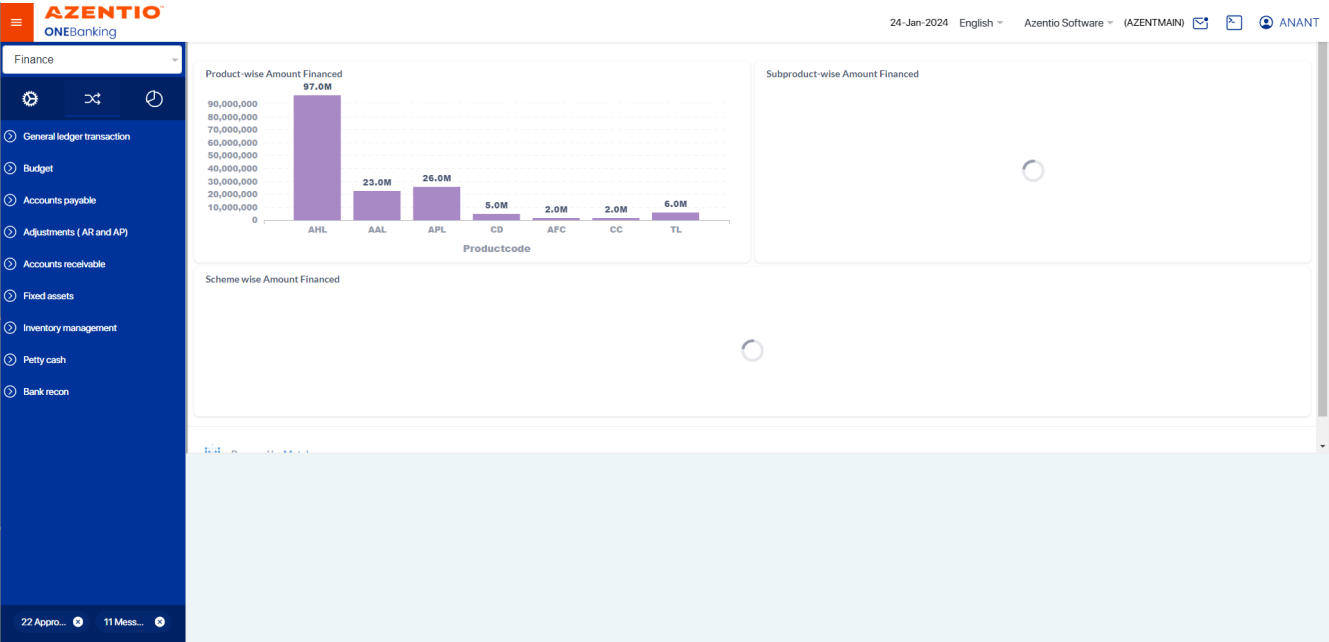 AZENTIO
ONEBanking
24-Jan-2024 English Azentio Software (AZENTMAIN) ANANT
Finance
General ledger transaction
Budget
Accounts payable
Adjustments ( AR and AP)
Accounts receivable
Fixed assets
Inventory management
Petty cash
Bank recon
22 Appro... 11 Mess...
Product-wise Amount Financed
97.0M
90,000,000
80,000,000
70,000,000
60,000,000
50,000,000
40,000,000
30,000,000
20,000,000
10,000,000
0
23.0M
26.0M
5.0M
2.0M
2.0M
6.0M
AHL AAL APL CD AFC CC TL
Productcode
Subproduct-wise Amount Financed
Scheme wise Amount Financed